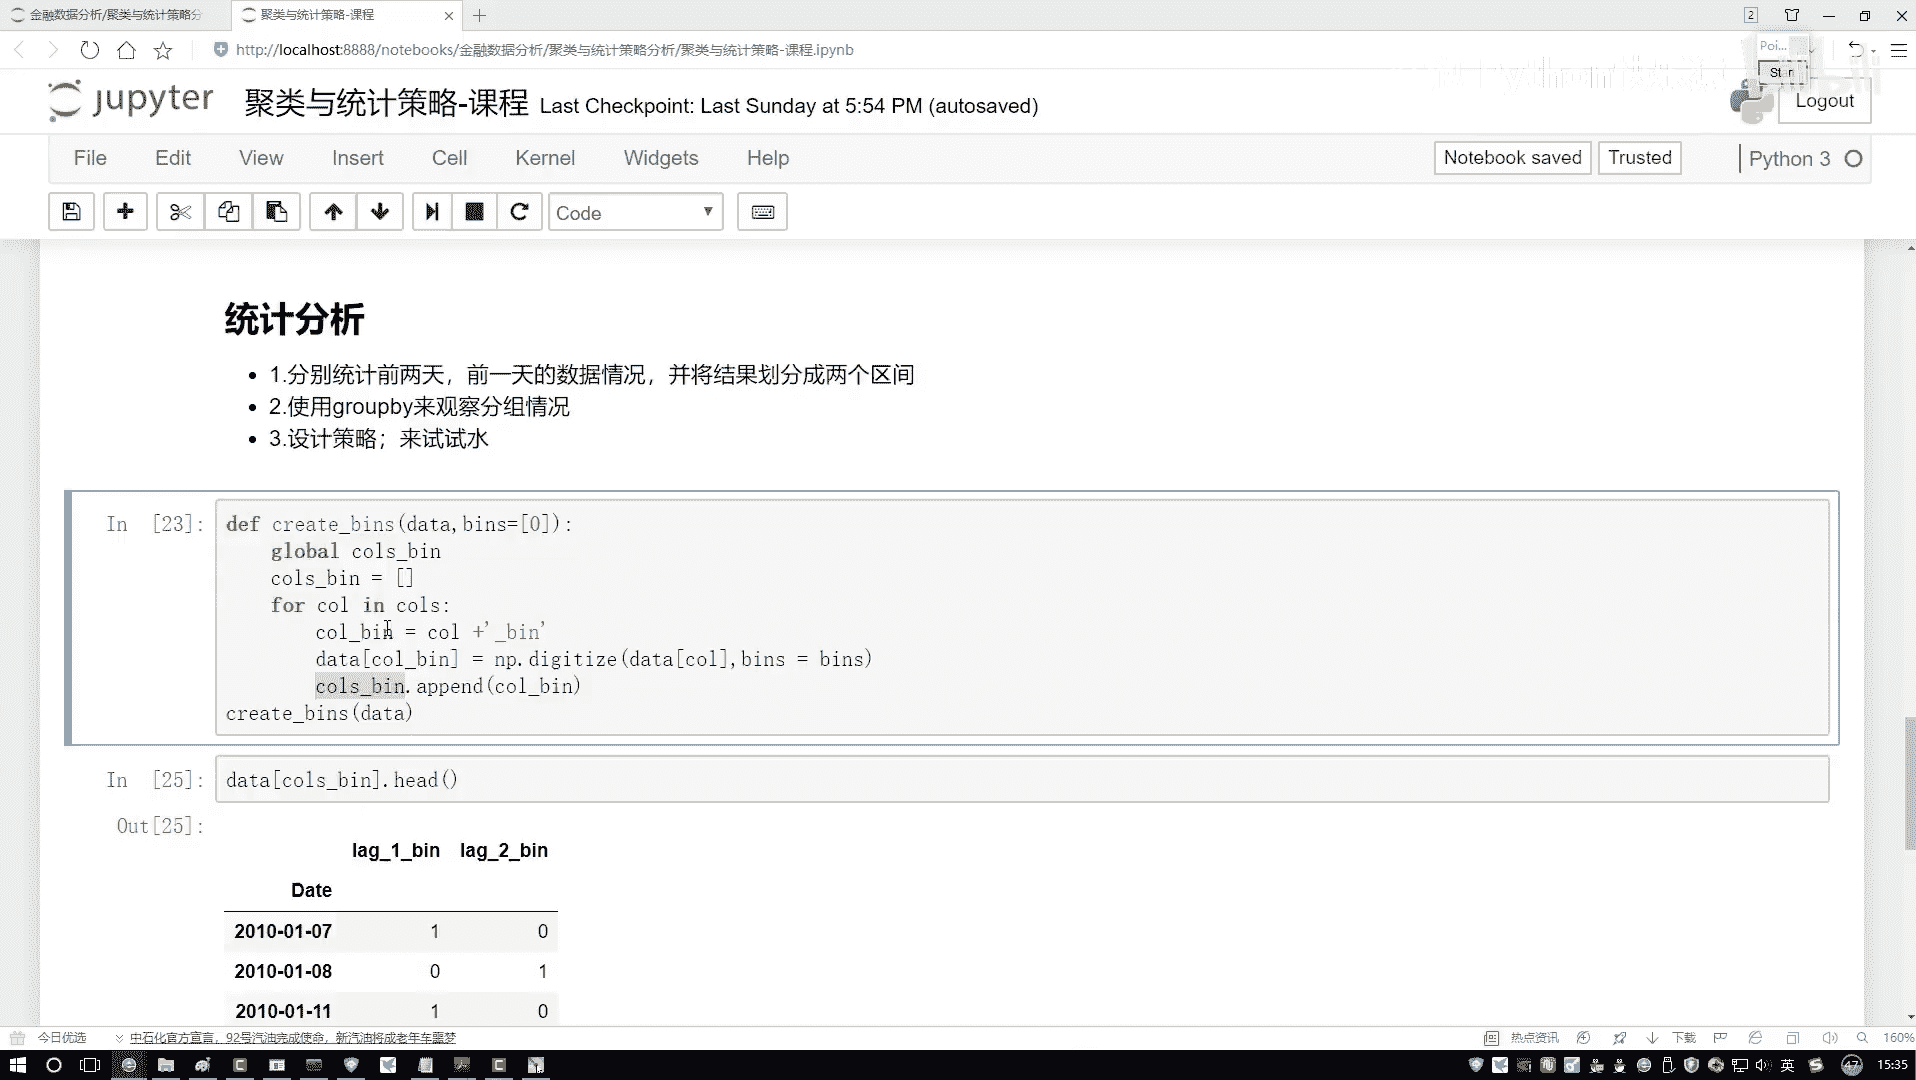 金融数据分析/聚类与统计策略分
聚类与统计策略-课程
2
http://localhost:8888/notebooks/金融数据分析/聚类与统计策略分析/聚类与统计策略-课程.ipynb
Poi...
jupyter 聚类与统计策略-课程 Last Checkpoint: Last Sunday at 5:54 PM (autosaved)
Logout
File Edit View Insert Cell Kernel Widgets Help
Notebook saved Trusted Python 3
Code
统计分析
1.分别统计前两天，前一天的数据情况，并将结果划分成两个区间
2.使用groupby来观察分组情况
3.设计策略；来试试水
In [23]:
def create_bins(data,bins=[0]):
global cols_bin
cols_bin = []
for col in cols:
col_bin = col +'_bin'
data[col_bin] = np.digitize(data[col],bins = bins)
cols_bin.append(col_bin)
create_bins(data)
In [25]:
data[cols_bin].head()
Out[25]:
lag_1_bin lag_2_bin
Date
2010-01-07 1 0
2010-01-08 0 1
2010-01-11 1 0
今日优选
中石化官方宣言，92号汽油完成使命，新汽油将成老年车噩梦
热点资讯
下载
160%
英
47
15:35